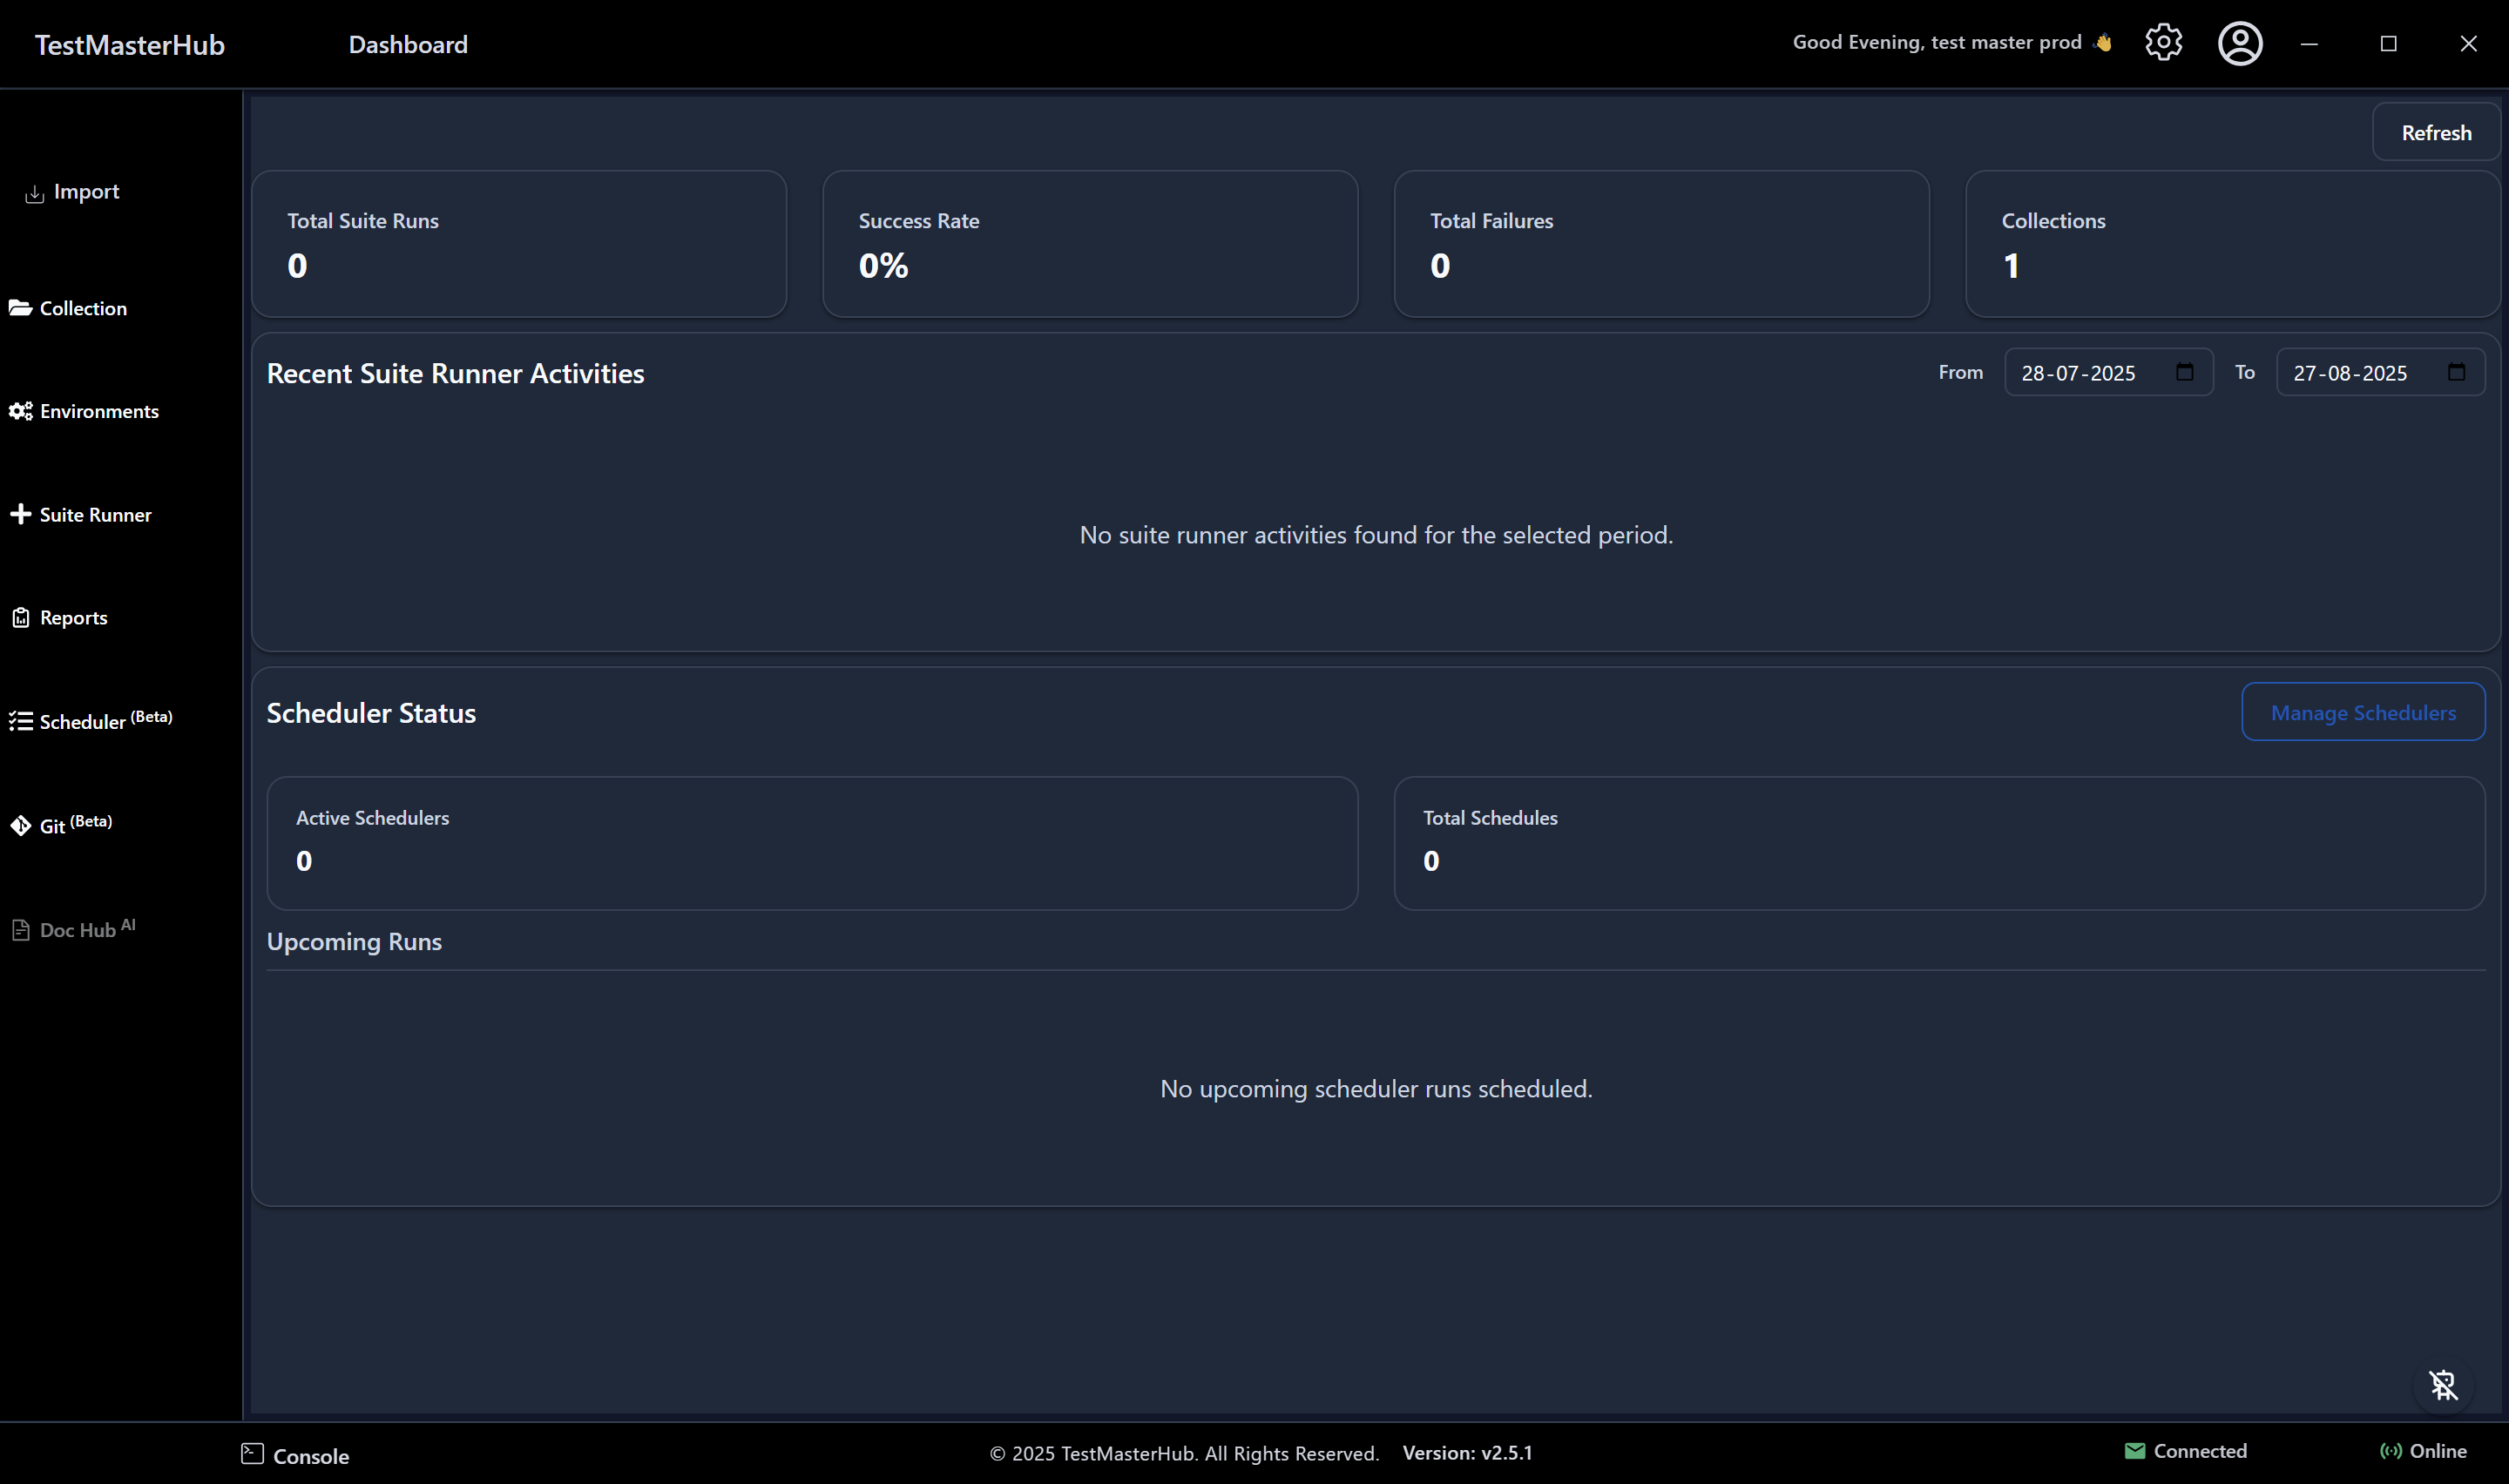 TestMasterHub
Dashboard
Good Evening, test master prod 👋
Refresh
Import
Collection
Environments
Suite Runner
Reports
Scheduler (Beta)
Git (Beta)
Doc Hub AI
Total Suite Runs
0
Success Rate
0%
Total Failures
0
Collections
1
Recent Suite Runner Activities
From 28-07-2025 To 27-08-2025
No suite runner activities found for the selected period.
Scheduler Status
Manage Schedulers
Active Schedulers
0
Total Schedules
0
Upcoming Runs
No upcoming scheduler runs scheduled.
Console
© 2025 TestMasterHub. All Rights Reserved. Version: v2.5.1
Connected
Online